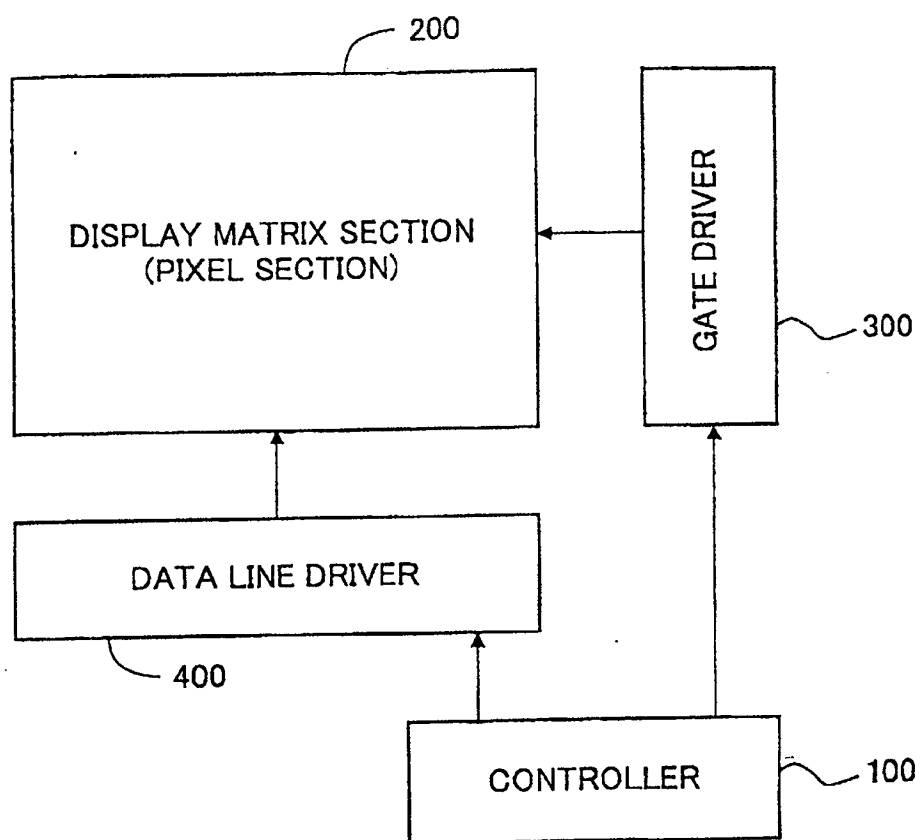 200
DISPLAY MATRIX SECTION
(PIXEL SECTION)
GATE DRIVER
300
DATA LINE DRIVER
400
CONTROLLER
100